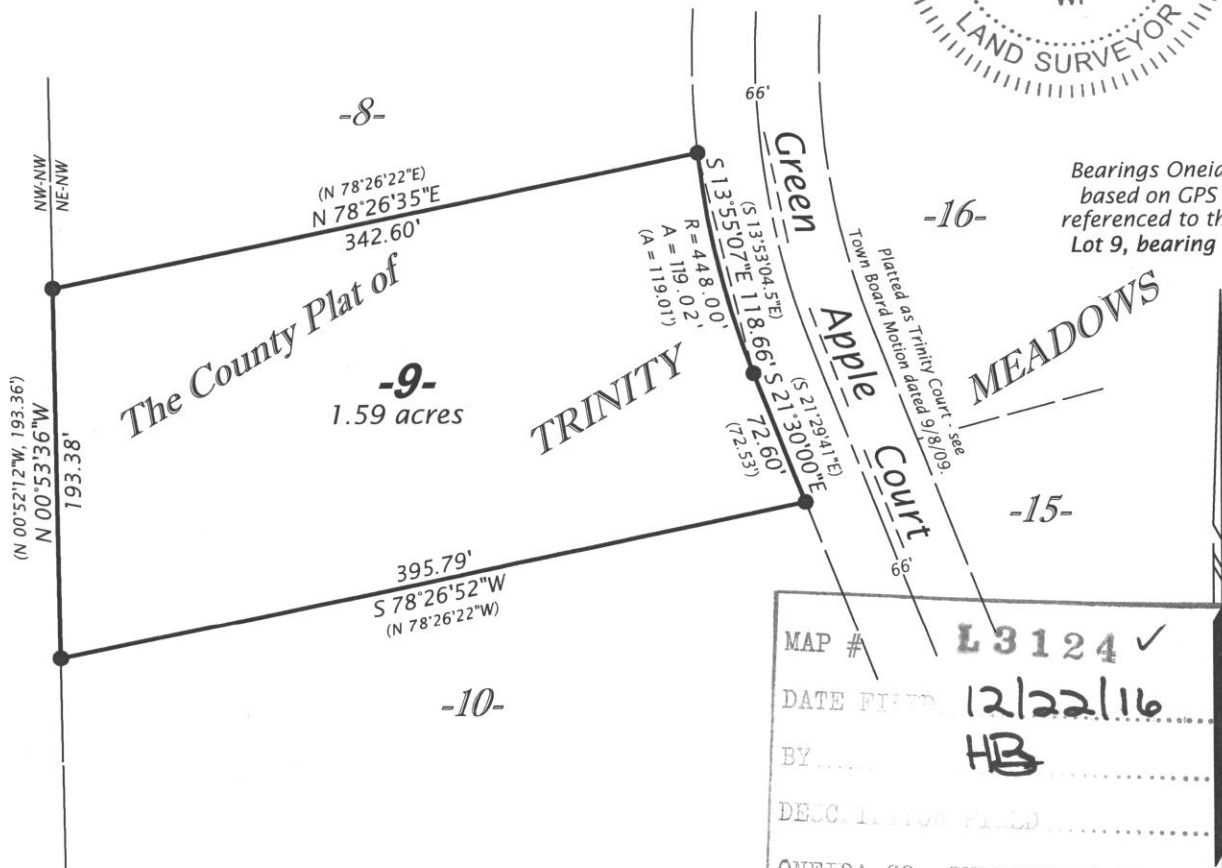 WI
LAND SURVEYOR
-8-
66'
NW-NW
NE-NW
(N 78°26'22"E)
N 78°26'35"E
342.60'
Green
Apple
Court
-16-
Bearings Oneid
based on GPS
referenced to th
Lot 9, bearing
S 13°55'07"E 118.66'
(S 13°53'04.5"E)
R = 448.00'
A = 119.02'
(A = 119.01')
Platted as Trinity Court - see
Town Board Motion dated 9/8/09.
The County Plat of
TRINITY
MEADOWS
-9-
1.59 acres
(N 00°52'12"W, 193.36')
N 00°53'36"W
193.38'
(S 21°29'41"E)
S 21°30'00"E
72.60'
(72.53')
-15-
66'
395.79'
S 78°26'52"W
(N 78°26'22"W)
-10-
MAP # L3124 ✓
DATE FILED 12/22/16
BY HB